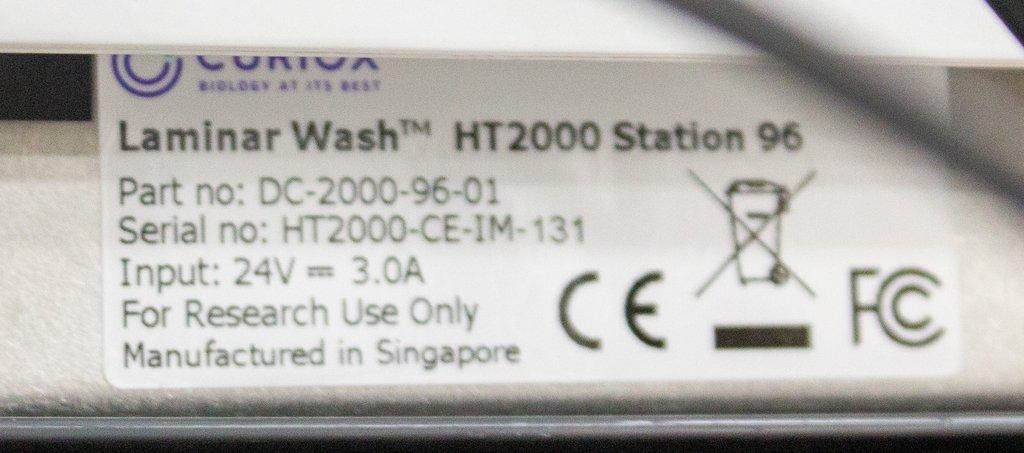 CURIOX
BIOLOGY AT ITS BEST
Laminar Wash™ HT2000 Station 96
Part no: DC-2000-96-01
Serial no: HT2000-CE-IM-131
Input: 24V ⎓ 3.0A
For Research Use Only
Manufactured in Singapore
CE
FC